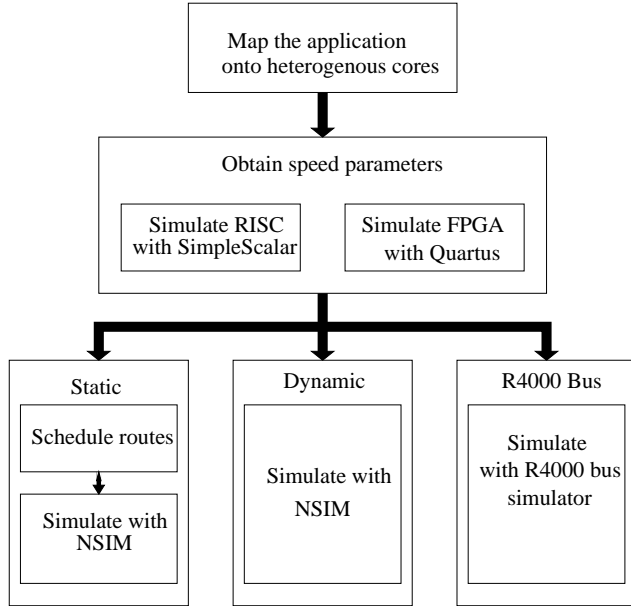 Map the application
onto heterogenous cores
Obtain speed parameters
Simulate RISC
with SimpleScalar
Simulate FPGA
with Quartus
Static
Schedule routes
Simulate with
NSIM
Dynamic
Simulate with
NSIM
R4000 Bus
Simulate
with R4000 bus
simulator